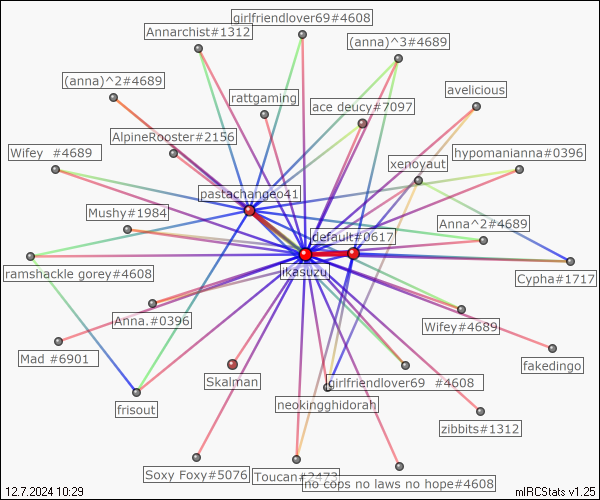 girlfriendlover69#4608
Annarchist#1312
(anna)^3#4689
(anna)^2#4689
avelicious
rattgaming
ace deucy#7097
AlpineRooster#2156
Wifey #4689
hypomanianna#0396
xenoyaut
pastachangeo41
Mushy#1984
Anna^2#4689
default#0617
ramshackle gorey#4608
ikasuzu
Cypha#1717
Anna.#0396
Wifey#4689
Mad #6901
fakedingo
Skalman
girlfriendlover69 #4608
frisout
neokingghidorah
zibbits#1312
Soxy Foxy#5076
Toucan#2473
no cops no laws no hope#4608
12.7.2024 10:29
mIRCStats v1.25